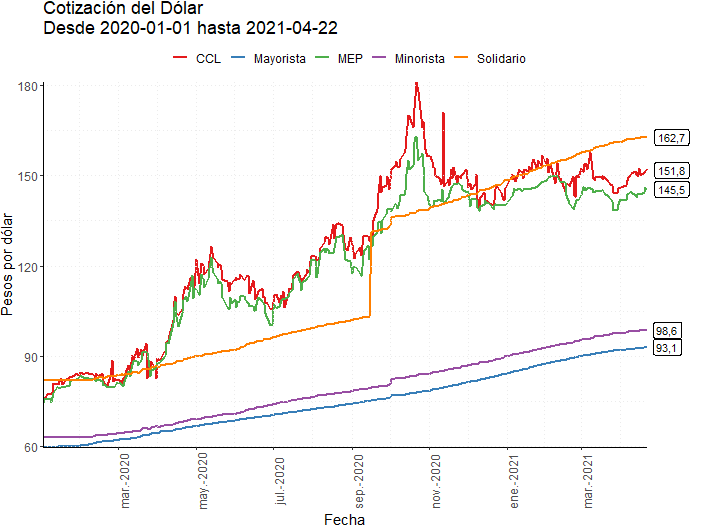 Cotización del Dólar
Desde 2020-01-01 hasta 2021-04-22
CCL Mayorista MEP Minorista Solidario
Pesos por dólar
180
150
120
90
60
162,7
151,8
145,5
98,6
93,1
mar.-2020
may.-2020
jul.-2020
sep.-2020
nov.-2020
ene.-2021
mar.-2021
Fecha